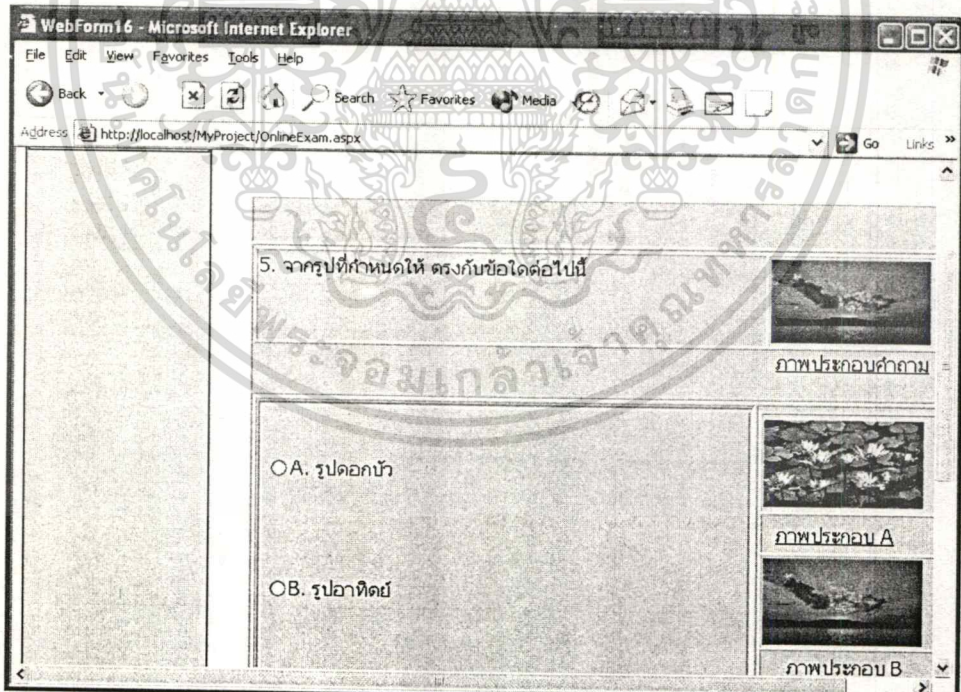 WebForm16 - Microsoft Internet Explorer
File Edit View Favorites Tools Help
Back Search Favorites Media
Address http://localhost/MyProject/OnlineExam.aspx Go Links »
5. จากรูปที่กำหนดให้ ตรงกับข้อใดต่อไปนี้
ภาพประกอบคำถาม
A. รูปดอกบัว
ภาพประกอบ A
B. รูปอาทิตย์
ภาพประกอบ B